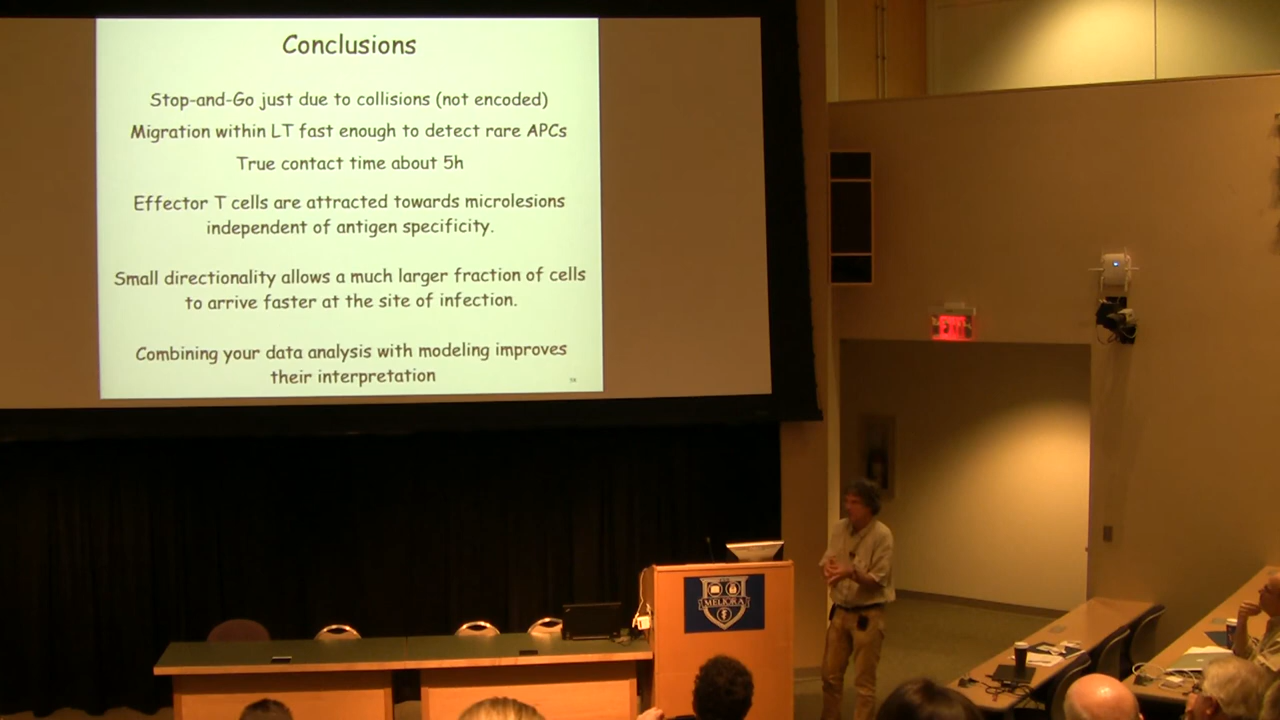 Conclusions
Stop-and-Go just due to collisions (not encoded)
Migration within LT fast enough to detect rare APCs
True contact time about 5h
Effector T cells are attracted towards microlesions
independent of antigen specificity.
Small directionality allows a much larger fraction of cells
to arrive faster at the site of infection.
Combining your data analysis with modeling improves
their interpretation
EXIT
MELIORA